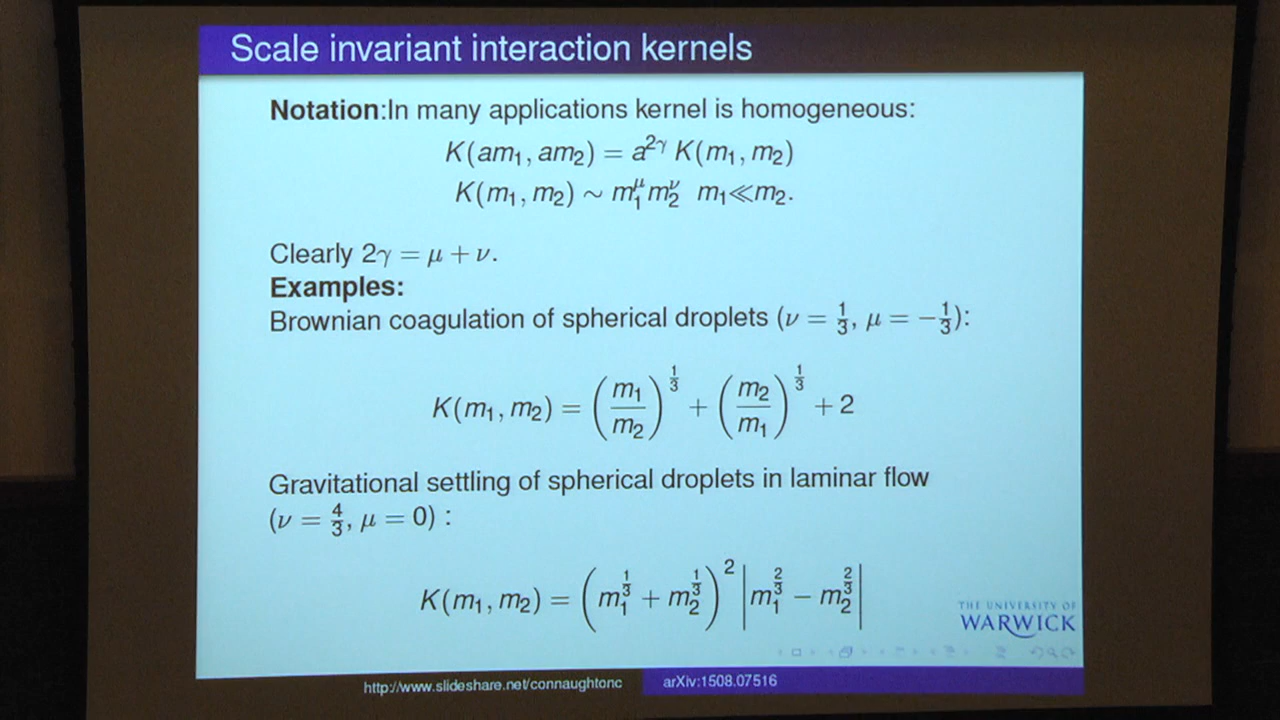 Scale invariant interaction kernels
Notation:In many applications kernel is homogeneous:
K(am₁, am₂) = a^{2γ} K(m₁, m₂)
K(m₁, m₂) ∼ m₁^μ m₂^ν m₁≪m₂.
Clearly 2γ = μ + ν.
Examples:
Brownian coagulation of spherical droplets (ν = 1/3, μ = −1/3):
K(m₁, m₂) = (m₁/m₂)^{1/3} + (m₂/m₁)^{1/3} + 2
Gravitational settling of spherical droplets in laminar flow
(ν = 4/3, μ = 0) :
K(m₁, m₂) = (m₁^{1/3} + m₂^{1/3})² |m₁^{2/3} − m₂^{2/3}|
THE UNIVERSITY OF
WARWICK
http://www.slideshare.net/connaughtonc
arXiv:1508.07516